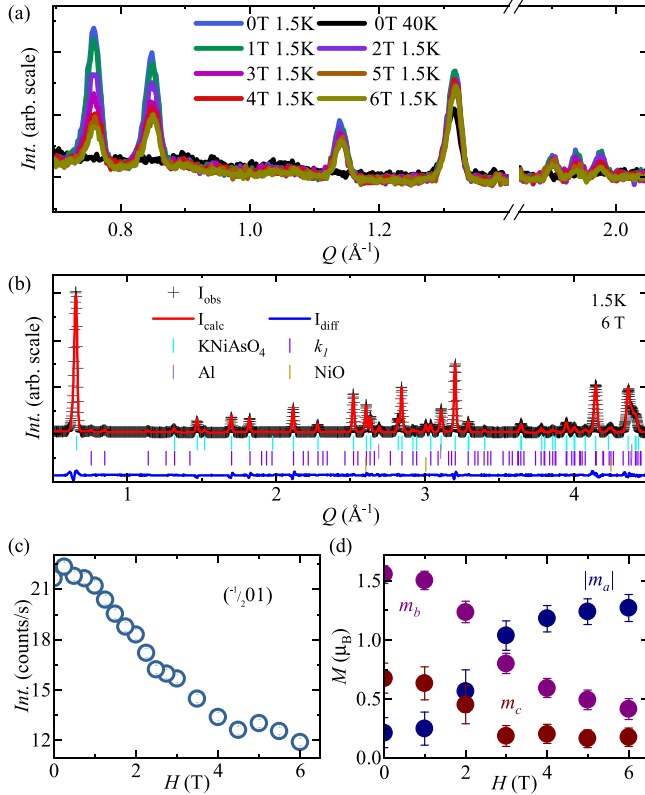 (a)
0T 1.5K 0T 40K
1T 1.5K 2T 1.5K
3T 1.5K 5T 1.5K
4T 1.5K 6T 1.5K
Int. (arb. scale)
0.8 1.0 1.2 2.0
Q (Å⁻¹)
(b)
I_obs 1.5K
I_calc I_diff 6 T
KNiAsO₄ k₁
Al NiO
Int. (arb. scale)
1 2 3 4
Q (Å⁻¹)
(c)
(⁻¹/₂01)
Int. (counts/s)
21
18
15
12
0 2 4 6
H (T)
(d)
|m_a|
m_b
m_c
M (μ_B)
1.5
1.0
0.5
0.0
0 2 4 6
H (T)